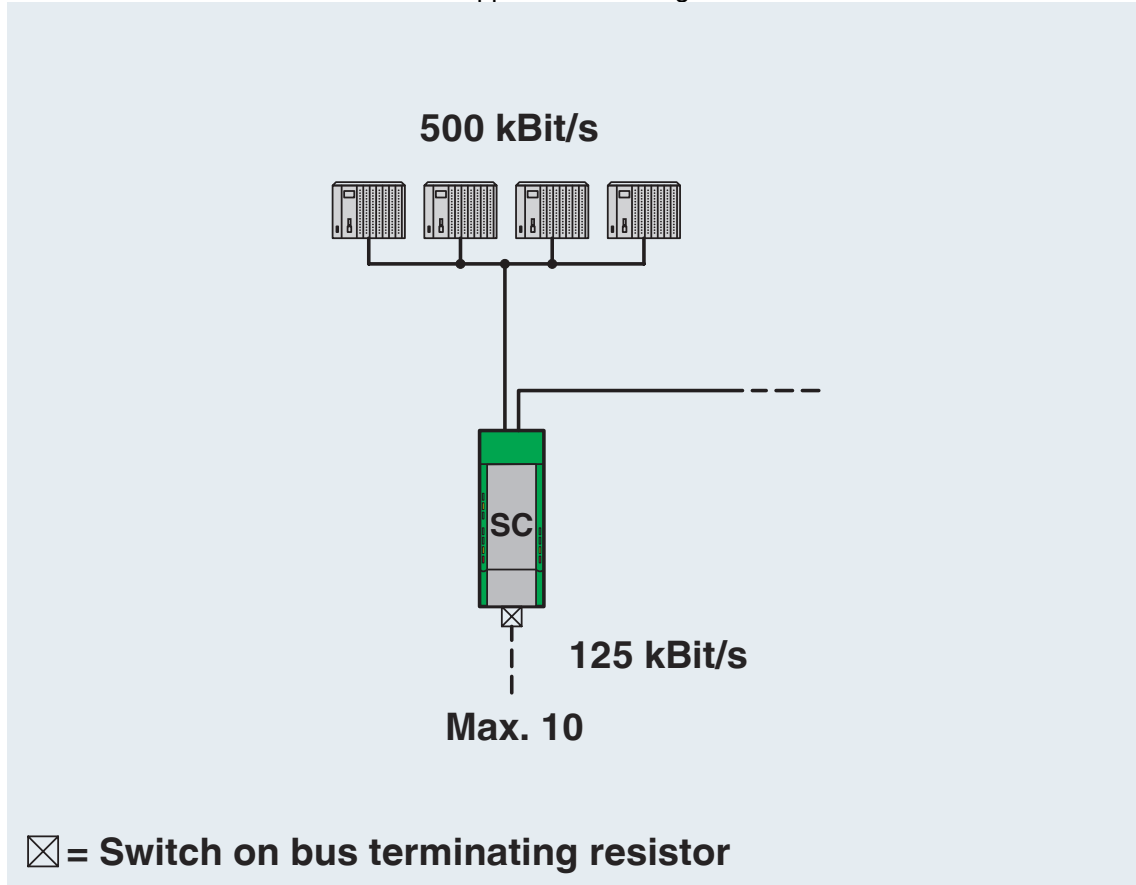 500 kBit/s
SC
125 kBit/s
Max. 10
= Switch on bus terminating resistor